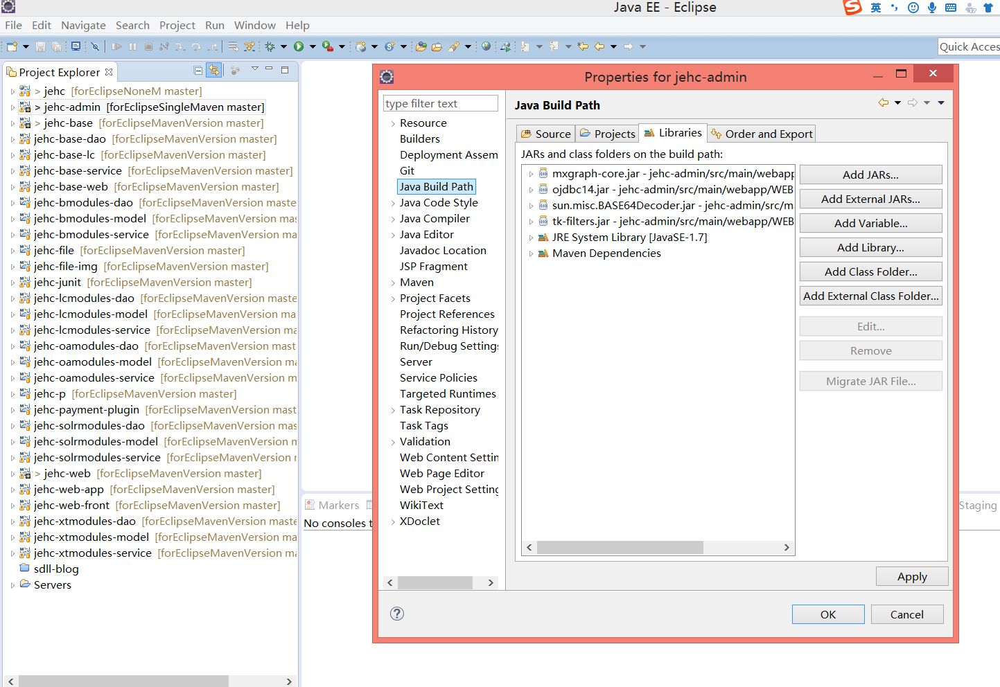 Java EE - Eclipse
英
File Edit Navigate Search Project Run Window Help
Quick Acces
Project Explorer
> jehc [forEclipseNoneM master]
> jehc-admin [forEclipseSingleMaven master]
> jehc-base [forEclipseMavenVersion master]
jehc-base-dao [forEclipseMavenVersion master]
jehc-base-lc [forEclipseMavenVersion master]
jehc-base-service [forEclipseMavenVersion master]
jehc-base-web [forEclipseMavenVersion master]
jehc-bmodules-dao [forEclipseMavenVersion maste
jehc-bmodules-model [forEclipseMavenVersion mas
jehc-bmodules-service [forEclipseMavenVersion ma
jehc-file [forEclipseMavenVersion master]
jehc-file-img [forEclipseMavenVersion master]
jehc-junit [forEclipseMavenVersion master]
jehc-lcmodules-dao [forEclipseMavenVersion maste
jehc-lcmodules-model [forEclipseMavenVersion ma
jehc-lcmodules-service [forEclipseMavenVersion ma
jehc-oamodules-dao [forEclipseMavenVersion mast
jehc-oamodules-model [forEclipseMavenVersion ma
jehc-oamodules-service [forEclipseMavenVersion m
jehc-p [forEclipseMavenVersion master]
jehc-payment-plugin [forEclipseMavenVersion mast
jehc-solrmodules-dao [forEclipseMavenVersion mas
jehc-solrmodules-model [forEclipseMavenVersion m
jehc-solrmodules-service [forEclipseMavenVersion r
> jehc-web [forEclipseMavenVersion master]
jehc-web-app [forEclipseMavenVersion master]
jehc-web-front [forEclipseMavenVersion master]
jehc-xtmodules-dao [forEclipseMavenVersion maste
jehc-xtmodules-model [forEclipseMavenVersion mas
jehc-xtmodules-service [forEclipseMavenVersion ma
sdll-blog
Servers
Markers
No consoles t
Staging
Properties for jehc-admin
type filter text
Resource
Builders
Deployment Assem
Git
Java Build Path
Java Code Style
Java Compiler
Java Editor
Javadoc Location
JSP Fragment
Maven
Project Facets
Project References
Refactoring History
Run/Debug Settings
Server
Service Policies
Targeted Runtimes
Task Repository
Task Tags
Validation
Web Content Settin
Web Page Editor
Web Project Setting
WikiText
XDoclet
Java Build Path
Source Projects Libraries Order and Export
JARs and class folders on the build path:
mxgraph-core.jar - jehc-admin/src/main/webapp
ojdbc14.jar - jehc-admin/src/main/webapp/WEB
sun.misc.BASE64Decoder.jar - jehc-admin/src/m
tk-filters.jar - jehc-admin/src/main/webapp/WEB
JRE System Library [JavaSE-1.7]
Maven Dependencies
Add JARs...
Add External JARs...
Add Variable...
Add Library...
Add Class Folder...
Add External Class Folder...
Edit...
Remove
Migrate JAR File...
Apply
OK Cancel